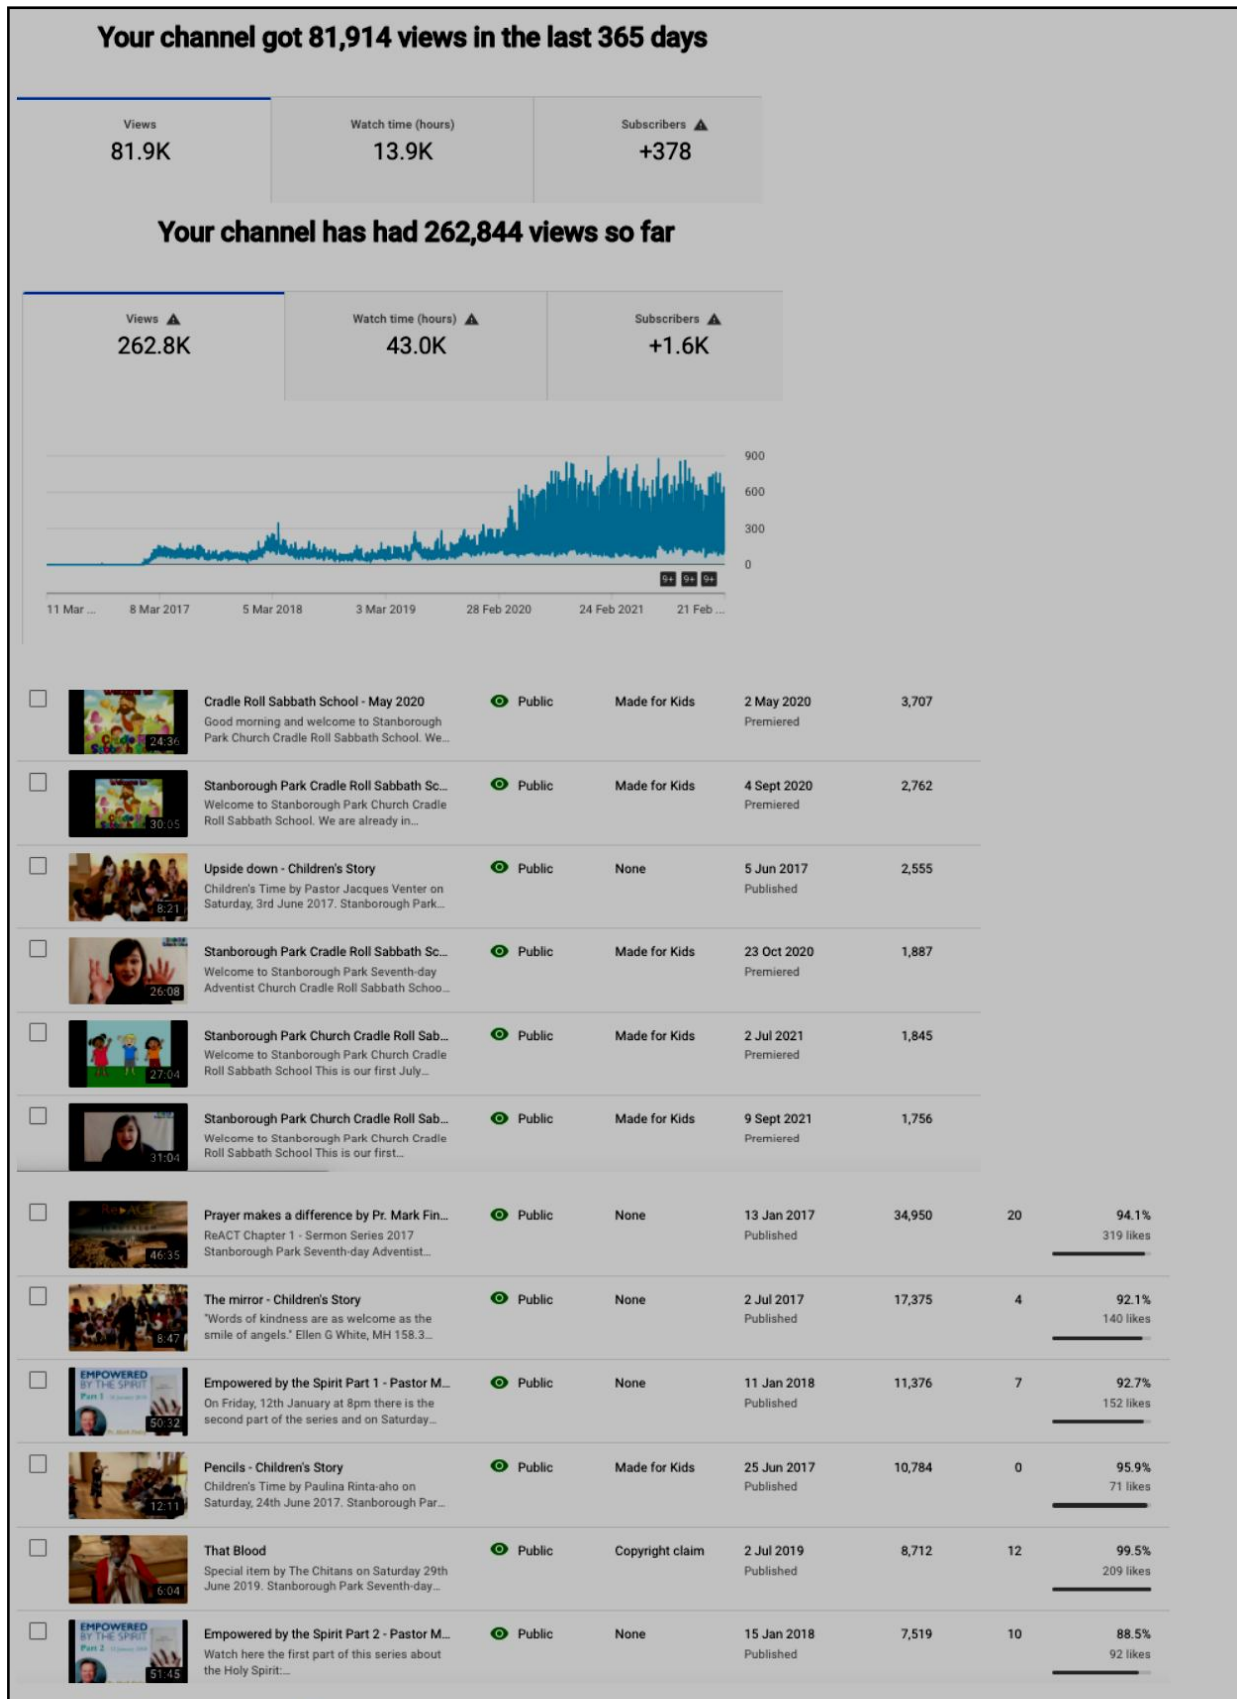 Your channel got 81,914 views in the last 365 days
Views
81.9K
Watch time (hours)
13.9K
Subscribers
+378
Your channel has had 262,844 views so far
Views
262.8K
Watch time (hours)
43.0K
Subscribers
+1.6K
900
600
300
0
9+ 9+ 9+
11 Mar ... 8 Mar 2017 5 Mar 2018 3 Mar 2019 28 Feb 2020 24 Feb 2021 21 Feb ...
Cradle Roll Sabbath School - May 2020 Public Made for Kids 2 May 2020 3,707
Good morning and welcome to Stanborough Premiered
Park Church Cradle Roll Sabbath School. We...
24:36
Stanborough Park Cradle Roll Sabbath Sc... Public Made for Kids 4 Sept 2020 2,762
Welcome to Stanborough Park Church Cradle Premiered
Roll Sabbath School. We are already in...
30:05
Upside down - Children's Story Public None 5 Jun 2017 2,555
Children's Time by Pastor Jacques Venter on Published
Saturday, 3rd June 2017. Stanborough Park...
8:21
Stanborough Park Cradle Roll Sabbath Sc... Public Made for Kids 23 Oct 2020 1,887
Welcome to Stanborough Park Seventh-day Premiered
Adventist Church Cradle Roll Sabbath Schoo...
26:08
Stanborough Park Church Cradle Roll Sab... Public Made for Kids 2 Jul 2021 1,845
Welcome to Stanborough Park Church Cradle Premiered
Roll Sabbath School This is our first July...
27:04
Stanborough Park Church Cradle Roll Sab... Public Made for Kids 9 Sept 2021 1,756
Welcome to Stanborough Park Church Cradle Premiered
Roll Sabbath School This is our first...
31:04
ReACT
Prayer makes a difference by Pr. Mark Fin... Public None 13 Jan 2017 34,950 20 94.1%
ReACT Chapter 1 - Sermon Series 2017 Published 319 likes
Stanborough Park Seventh-day Adventist...
46:35
The mirror - Children's Story Public None 2 Jul 2017 17,375 4 92.1%
"Words of kindness are as welcome as the Published 140 likes
smile of angels." Ellen G White, MH 158.3...
8:47
EMPOWERED
BY THE SPIRIT
Part 1
Empowered by the Spirit Part 1 - Pastor M... Public None 11 Jan 2018 11,376 7 92.7%
On Friday, 12th January at 8pm there is the Published 152 likes
second part of the series and on Saturday...
50:32
Pencils - Children's Story Public Made for Kids 25 Jun 2017 10,784 0 95.9%
Children's Time by Paulina Rinta-aho on Published 71 likes
Saturday, 24th June 2017. Stanborough Par...
12:11
That Blood Public Copyright claim 2 Jul 2019 8,712 12 99.5%
Special item by The Chitans on Saturday 29th Published 209 likes
June 2019. Stanborough Park Seventh-day...
6:04
EMPOWERED
BY THE SPIRIT
Part 2
Empowered by the Spirit Part 2 - Pastor M... Public None 15 Jan 2018 7,519 10 88.5%
Watch here the first part of this series about Published 92 likes
the Holy Spirit:...
51:45